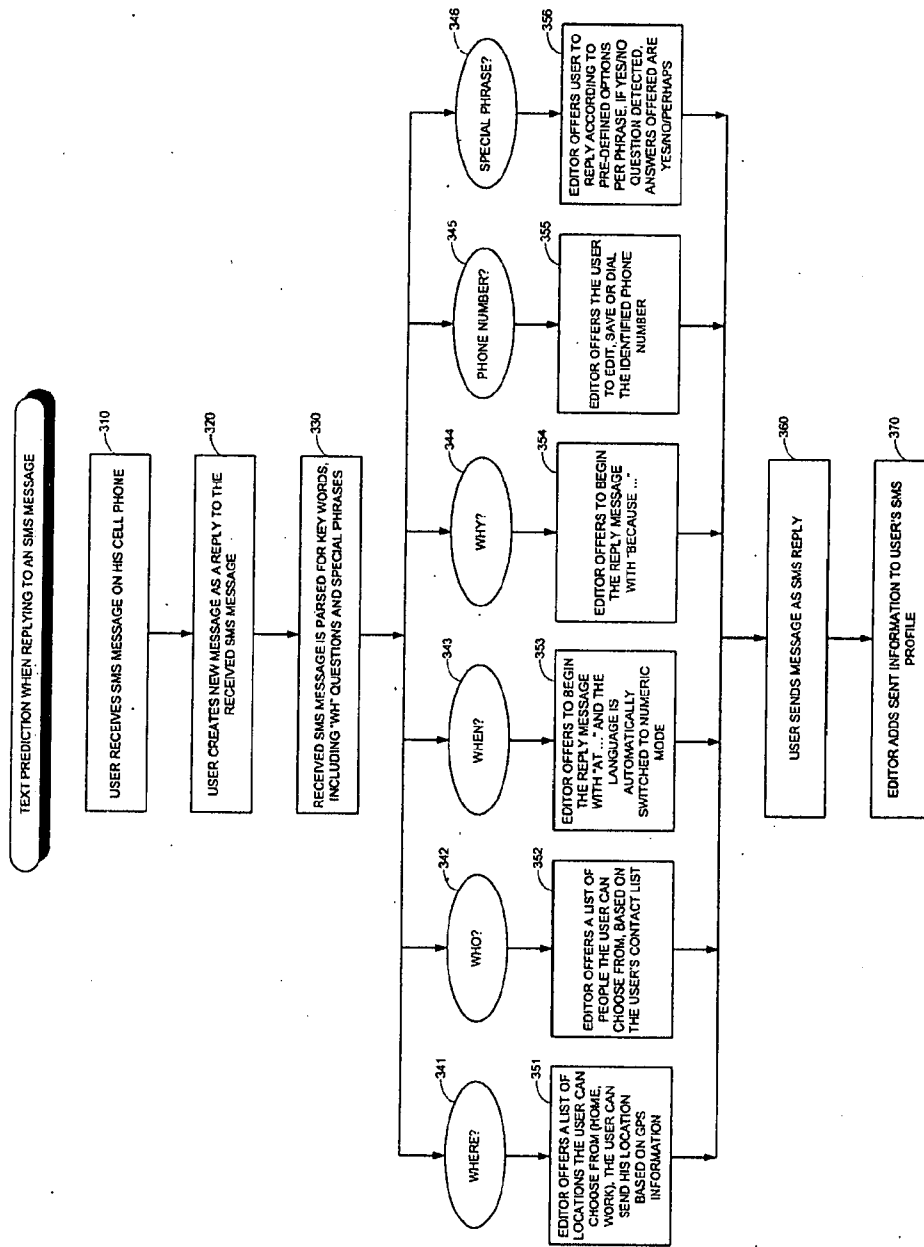 TEXT PREDICTION WHEN REPLYING TO AN SMS MESSAGE
310
USER RECEIVES SMS MESSAGE ON HIS CELL PHONE
320
USER CREATES NEW MESSAGE AS A REPLY TO THE
RECEIVED SMS MESSAGE
330
RECEIVED SMS MESSAGE IS PARSED FOR KEY WORDS,
INCLUDING "WH" QUESTIONS AND SPECIAL PHRASES
341
WHERE?
342
WHO?
343
WHEN?
344
WHY?
345
PHONE NUMBER?
346
SPECIAL PHRASE?
351
EDITOR OFFERS A LIST OF
LOCATIONS THE USER CAN
CHOOSE FROM (HOME,
WORK), THE USER CAN
SEND HIS LOCATION
BASED ON GPS
INFORMATION
352
EDITOR OFFERS A LIST OF
PEOPLE THE USER CAN
CHOOSE FROM, BASED ON
THE USER'S CONTACT LIST
353
EDITOR OFFERS TO BEGIN
THE REPLY MESSAGE
WITH "AT ..." AND THE
LANGUAGE IS
AUTOMATICALLY
SWITCHED TO NUMERIC
MODE
354
EDITOR OFFERS TO BEGIN
THE REPLY MESSAGE
WITH "BECAUSE ..."
355
EDITOR OFFERS THE USER
TO EDIT, SAVE OR DIAL
THE IDENTIFIED PHONE
NUMBER
356
EDITOR OFFERS USER TO
REPLY ACCORDING TO
PRE-DEFINED OPTIONS
PER PHRASE, IF YES/NO
QUESTION DETECTED,
ANSWERS OFFERED ARE
YES/NO/PERHAPS
360
USER SENDS MESSAGE AS SMS REPLY
370
EDITOR ADDS SENT INFORMATION TO USER'S SMS
PROFILE